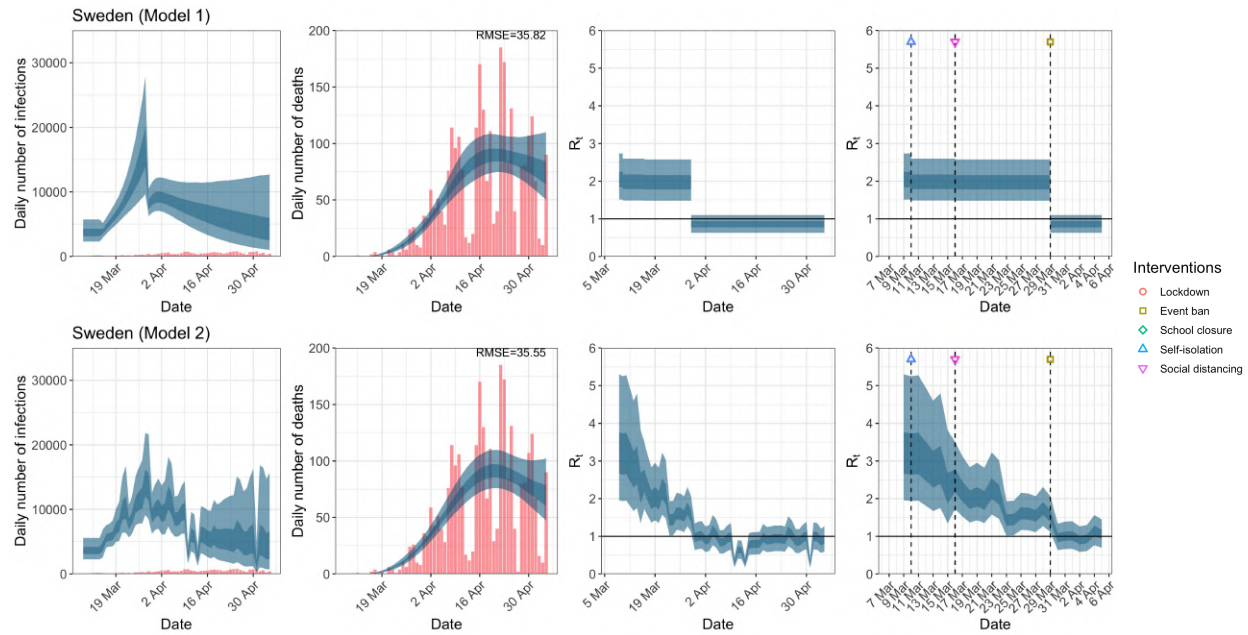 Sweden (Model 1)
Daily number of infections
35000
30000
20000
10000
0
19 Mar
2 Apr
16 Apr
30 Apr
Date
Daily number of deaths
RMSE=35.82
200
150
100
50
0
19 Mar
2 Apr
16 Apr
30 Apr
Date
Rt
6
5
4
3
2
1
0
5 Mar
19 Mar
2 Apr
16 Apr
30 Apr
Date
Rt
6
5
4
3
2
1
0
7 Mar
9 Mar
11 Mar
13 Mar
15 Mar
17 Mar
19 Mar
21 Mar
23 Mar
25 Mar
27 Mar
29 Mar
31 Mar
2 Apr
4 Apr
6 Apr
Date
Interventions
Lockdown
Event ban
School closure
Self-isolation
Social distancing
Sweden (Model 2)
Daily number of infections
30000
20000
10000
0
19 Mar
2 Apr
16 Apr
30 Apr
Date
Daily number of deaths
RMSE=35.55
200
150
100
50
0
19 Mar
2 Apr
16 Apr
30 Apr
Date
Rt
6
5
4
3
2
1
0
5 Mar
19 Mar
2 Apr
16 Apr
30 Apr
Date
Rt
6
5
4
3
2
1
0
7 Mar
9 Mar
11 Mar
13 Mar
15 Mar
17 Mar
19 Mar
21 Mar
23 Mar
25 Mar
27 Mar
29 Mar
31 Mar
2 Apr
4 Apr
6 Apr
Date